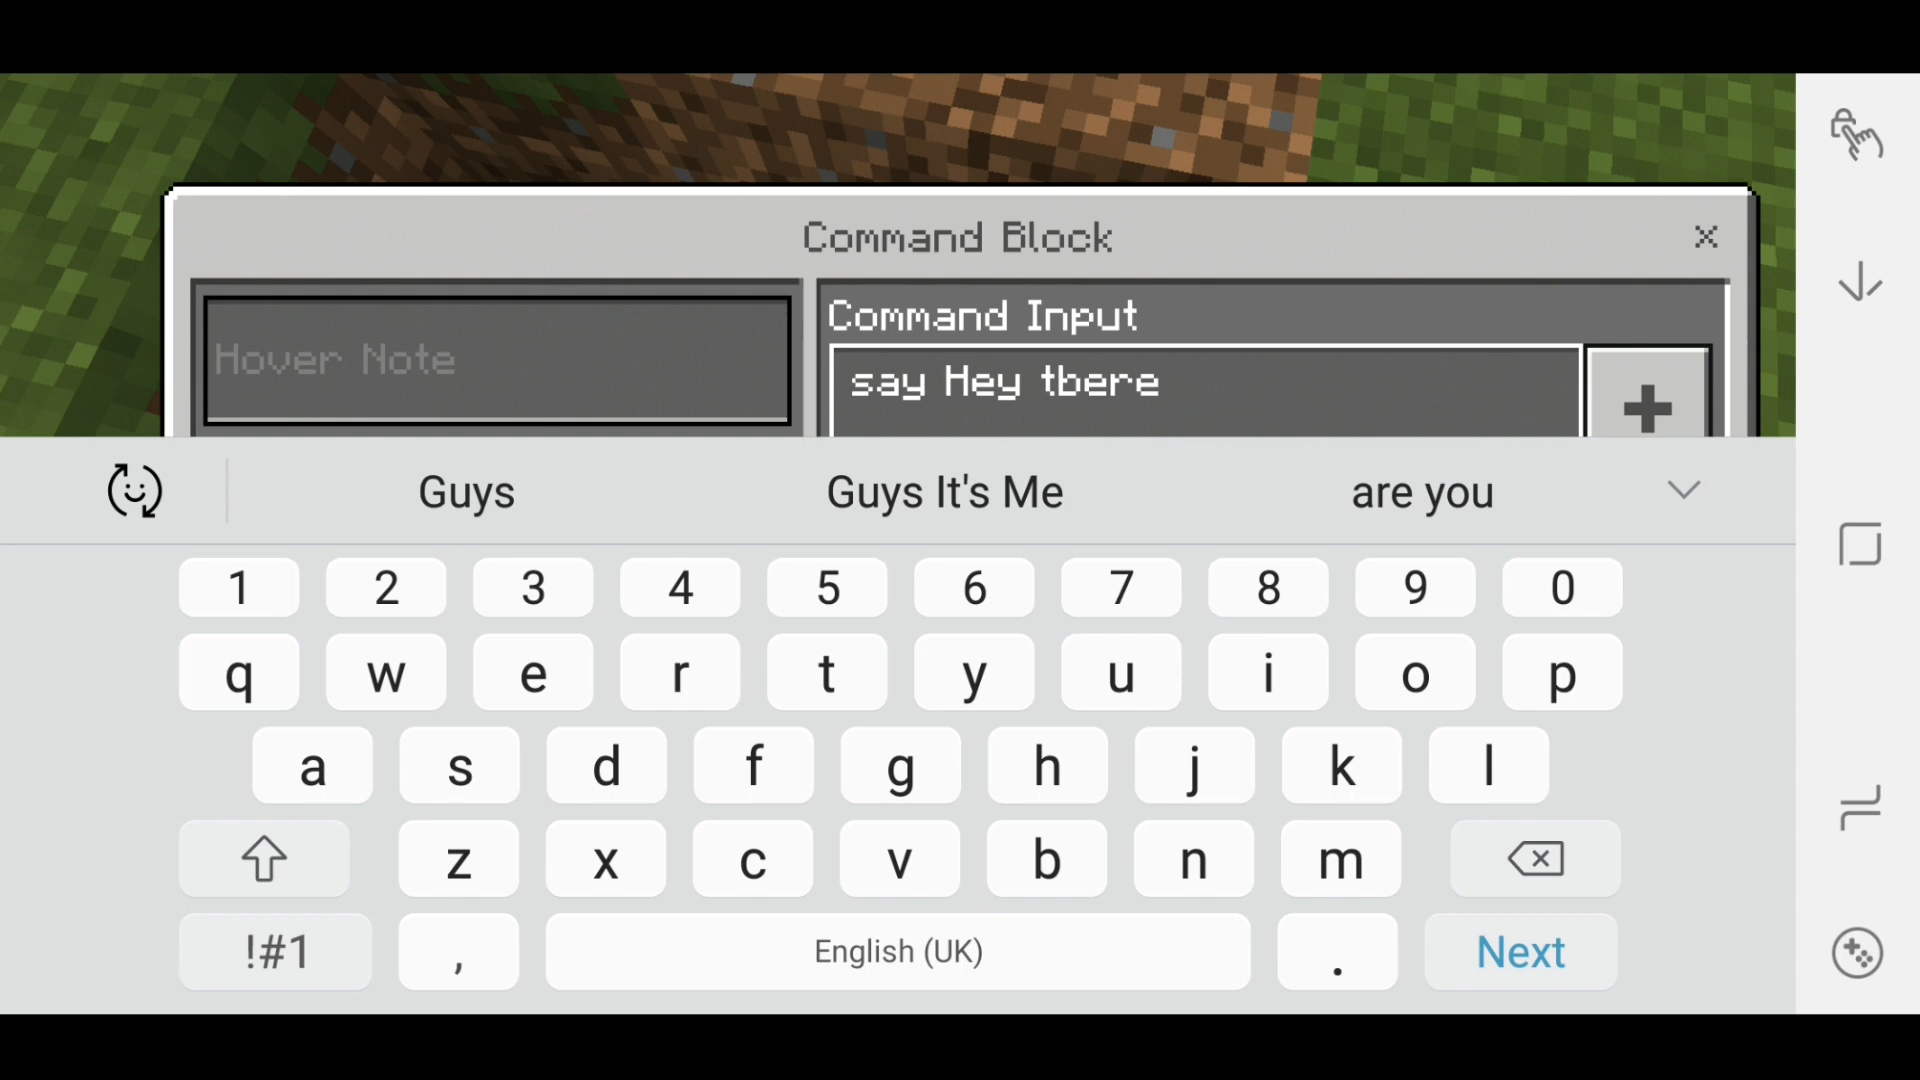 Command Block
Hover Note
Command Input
say Hey tbere
Guys Guys It's Me are you
1 2 3 4 5 6 7 8 9 0
q w e r t y u i o p
a s d f g h j k l
z x c v b n m
!#1 , English (UK) . Next